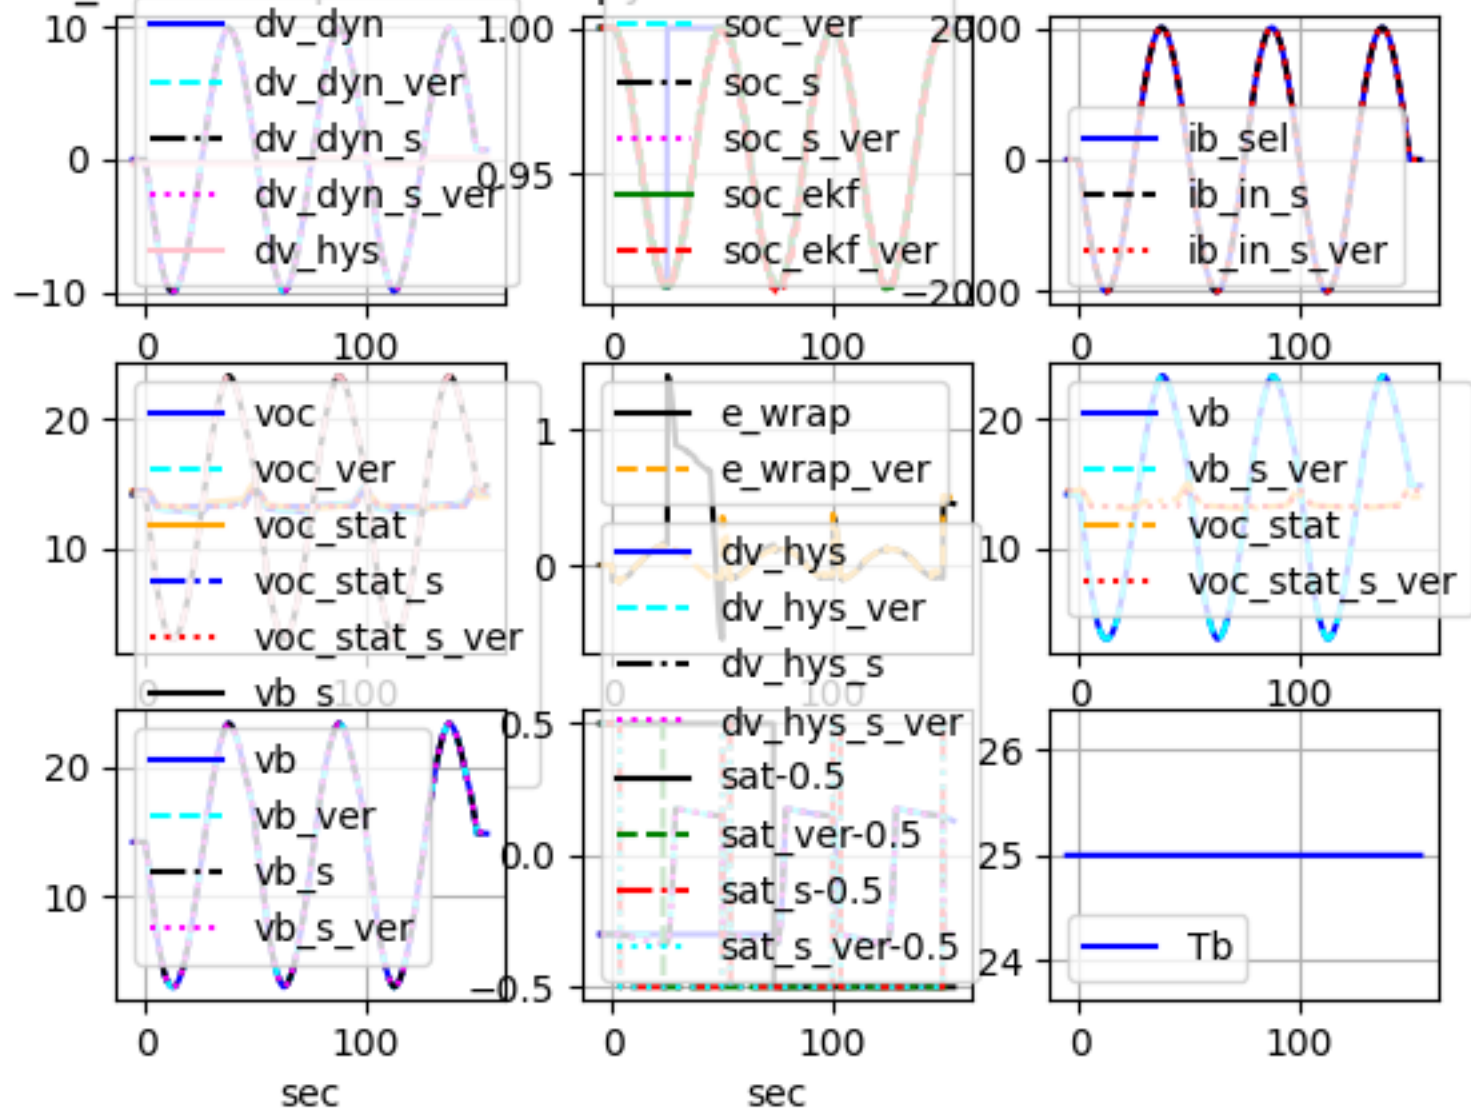 10
0
−10
dv_dyn
dv_dyn_ver
dv_dyn_s
dv_dyn_s_ver
dv_hys
0 100
1.00
0.95
soc_ver
soc_s
soc_s_ver
soc_ekf
soc_ekf_ver
0 100
2000
0
−2000
ib_sel
ib_in_s
ib_in_s_ver
0 100
20
10
voc
voc_ver
voc_stat
voc_stat_s
voc_stat_s_ver
vb_s
0 100
1
0
e_wrap
e_wrap_ver
0 100
20
10
vb
vb_s_ver
voc_stat
voc_stat_s_ver
0 100
20
10
vb
vb_ver
vb_s
vb_s_ver
0 100
sec
0.5
0.0
−0.5
dv_hys
dv_hys_ver
dv_hys_s
dv_hys_s_ver
sat-0.5
sat_ver-0.5
sat_s-0.5
sat_s_ver-0.5
0 100
sec
26
25
24
Tb
0 100